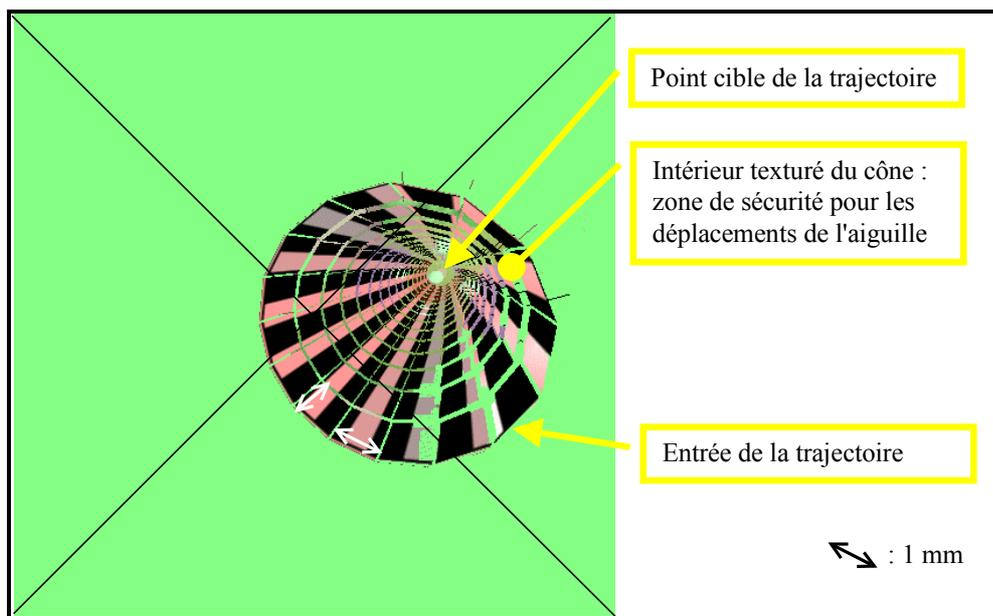 Point cible de la trajectoire
Intérieur texturé du cône :
zone de sécurité pour les
déplacements de l'aiguille
Entrée de la trajectoire
: 1 mm